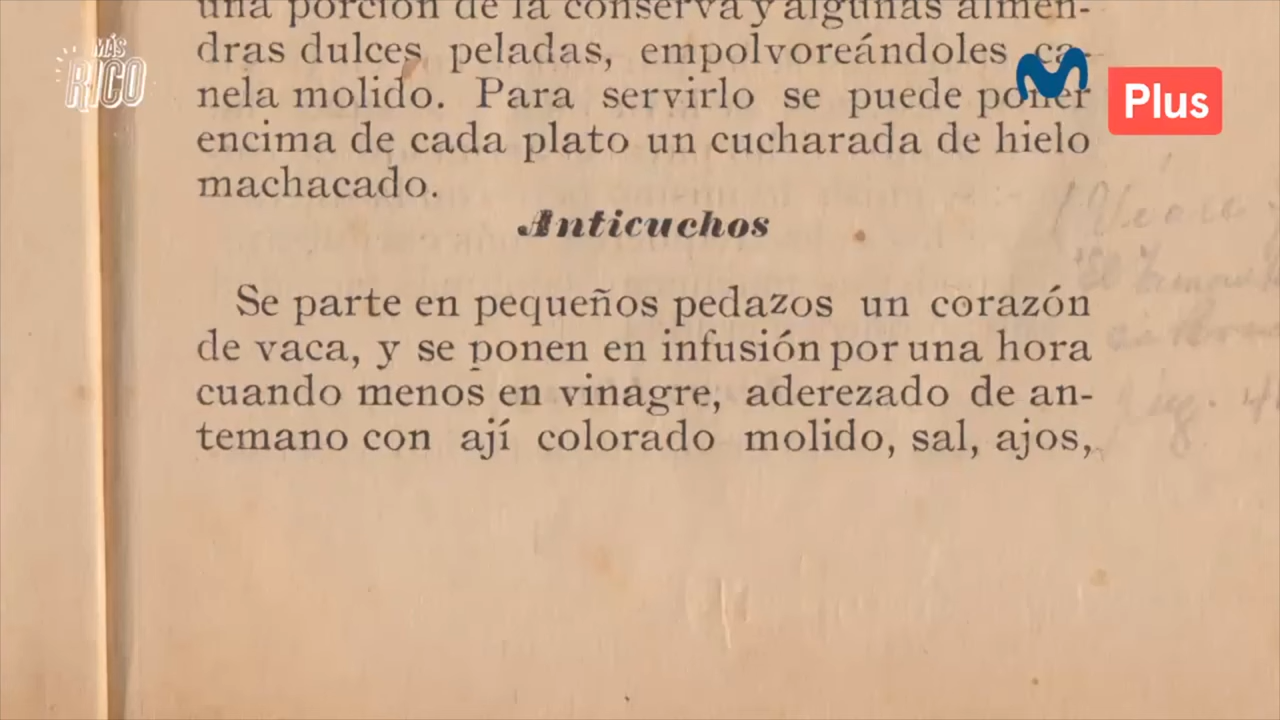 una porción de la conserva y algunas almen-
dras dulces peladas, empolvoreándoles ca-
nela molido. Para servirlo se puede poner
encima de cada plato un cucharada de hielo
machacado.
Anticuchos
Se parte en pequeños pedazos un corazón
de vaca, y se ponen en infusión por una hora
cuando menos en vinagre, aderezado de an-
temano con ají colorado molido, sal, ajos,
MÁS
RICO
Plus